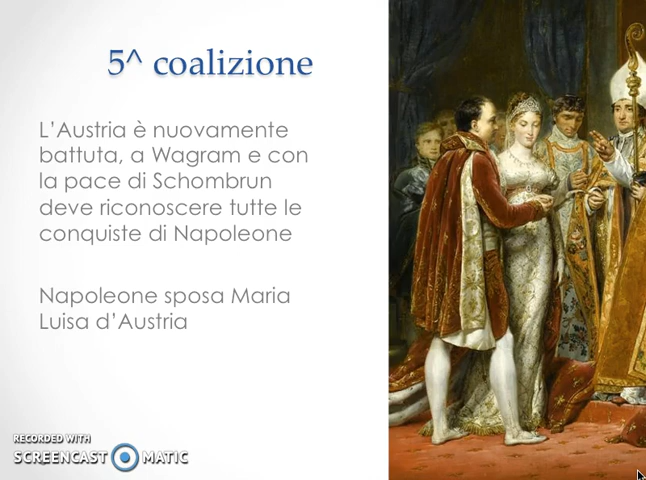 5^ coalizione
L’Austria è nuovamente
battuta, a Wagram e con
la pace di Schombrun
deve riconoscere tutte le
conquiste di Napoleone
Napoleone sposa Maria
Luisa d’Austria
RECORDED WITH
SCREENCAST MATIC